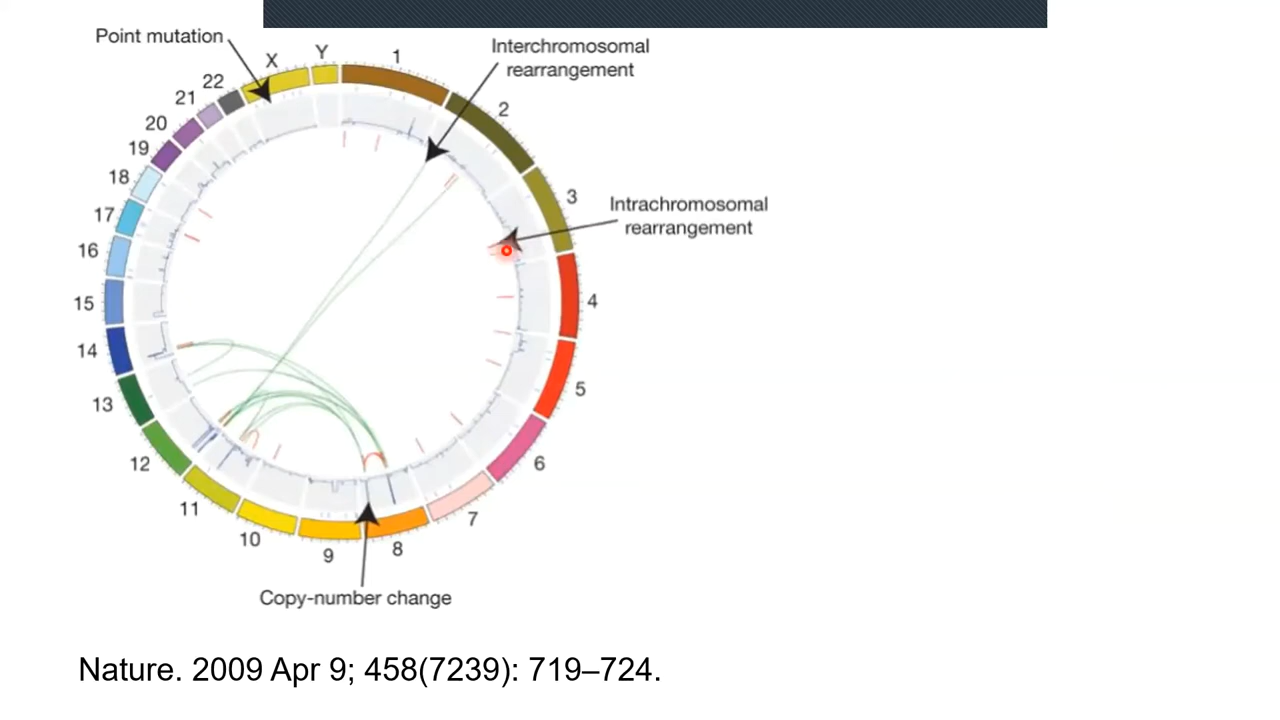 Point mutation
Interchromosomal
rearrangement
Intrachromosomal
rearrangement
Copy-number change
X
Y
1
2
3
4
5
6
7
8
9
10
11
12
13
14
15
16
17
18
19
20
21
22
Nature. 2009 Apr 9; 458(7239): 719–724.